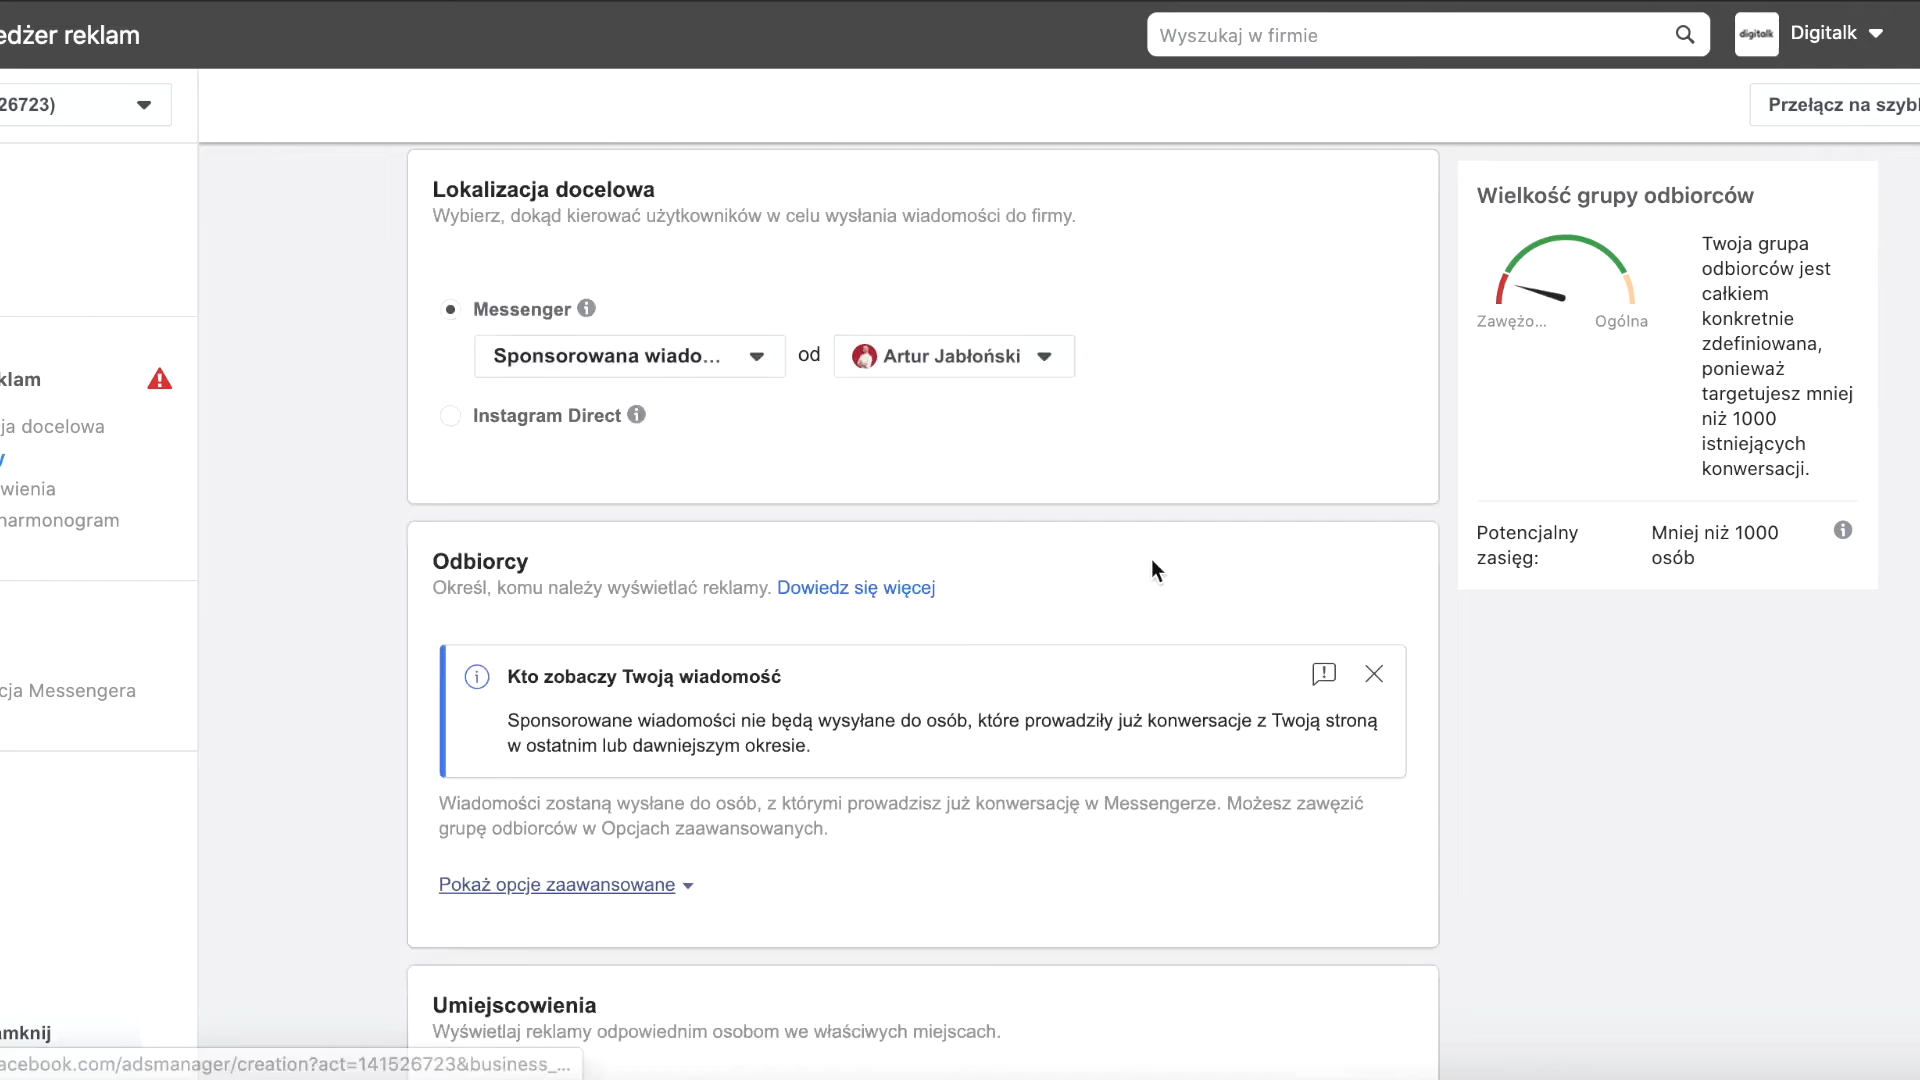 edżer reklam
Wyszukaj w firmie
digitalk
Digitalk
26723)
Przełącz na szybk
Lokalizacja docelowa
Wybierz, dokąd kierować użytkowników w celu wysłania wiadomości do firmy.
Messenger
Sponsorowana wiado...
od
Artur Jabłoński
Instagram Direct
Wielkość grupy odbiorców
Zawężo...
Ogólna
Twoja grupa
odbiorców jest
całkiem
konkretnie
zdefiniowana,
ponieważ
targetujesz mniej
niż 1000
istniejących
konwersacji.
Potencjalny
zasięg:
Mniej niż 1000
osób
klam
ja docelowa
y
wienia
harmonogram
cja Messengera
Odbiorcy
Określ, komu należy wyświetlać reklamy. Dowiedz się więcej
Kto zobaczy Twoją wiadomość
Sponsorowane wiadomości nie będą wysyłane do osób, które prowadziły już konwersacje z Twoją stroną
w ostatnim lub dawniejszym okresie.
Wiadomości zostaną wysłane do osób, z którymi prowadzisz już konwersację w Messengerze. Możesz zawęzić
grupę odbiorców w Opcjach zaawansowanych.
Pokaż opcje zaawansowane
Umiejscowienia
Wyświetlaj reklamy odpowiednim osobom we właściwych miejscach.
amknij
acebook.com/adsmanager/creation?act=141526723&business_...